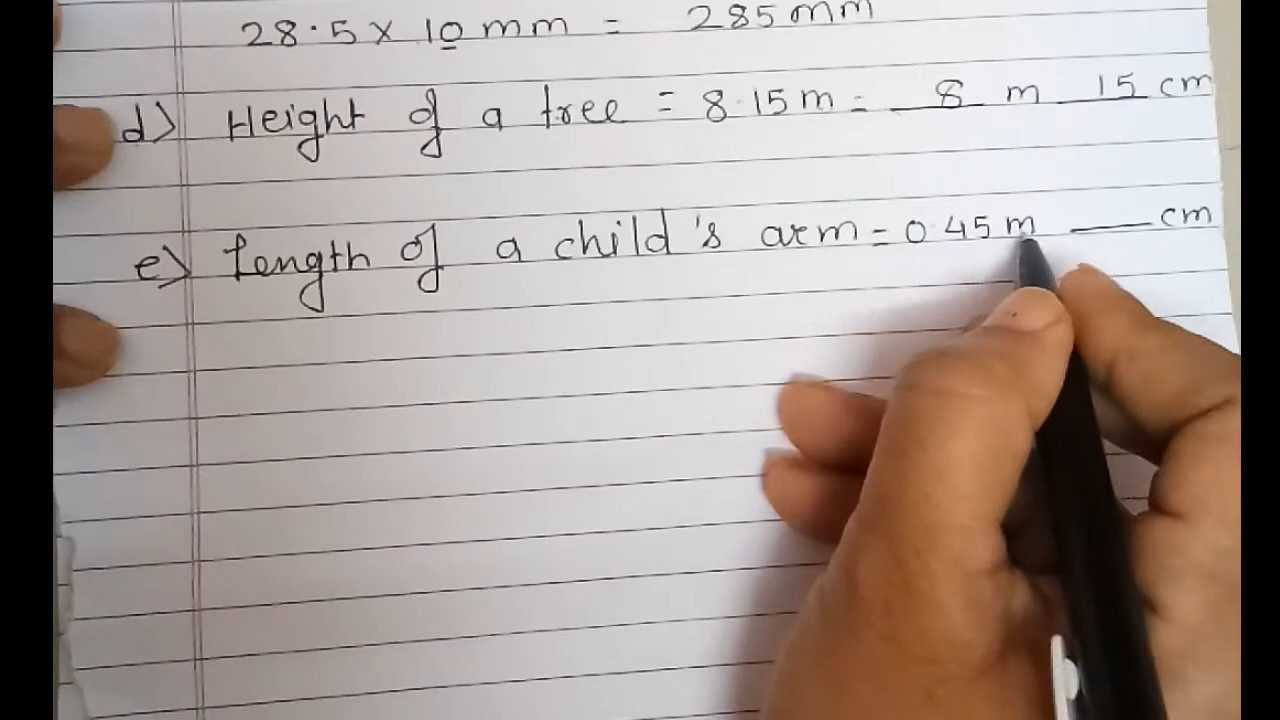 28.5 x 10 mm = 285 mm
d) Height of a tree = 8.15 m = 8 m 15 cm
e) Length of a child's arm = 0.45 m ___ cm